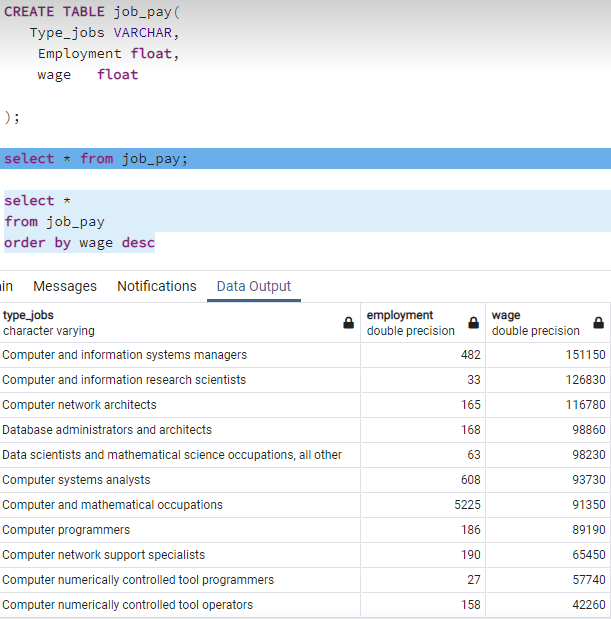 CREATE TABLE job_pay(
Type_jobs VARCHAR,
Employment float,
wage float
);
select * from job_pay;
select *
from job_pay
order by wage desc
in Messages Notifications Data Output
type_jobs employment wage
character varying double precision double precision
Computer and information systems managers 482 151150
Computer and information research scientists 33 126830
Computer network architects 165 116780
Database administrators and architects 168 98860
Data scientists and mathematical science occupations, all other 63 98230
Computer systems analysts 608 93730
Computer and mathematical occupations 5225 91350
Computer programmers 186 89190
Computer network support specialists 190 65450
Computer numerically controlled tool programmers 27 57740
Computer numerically controlled tool operators 158 42260